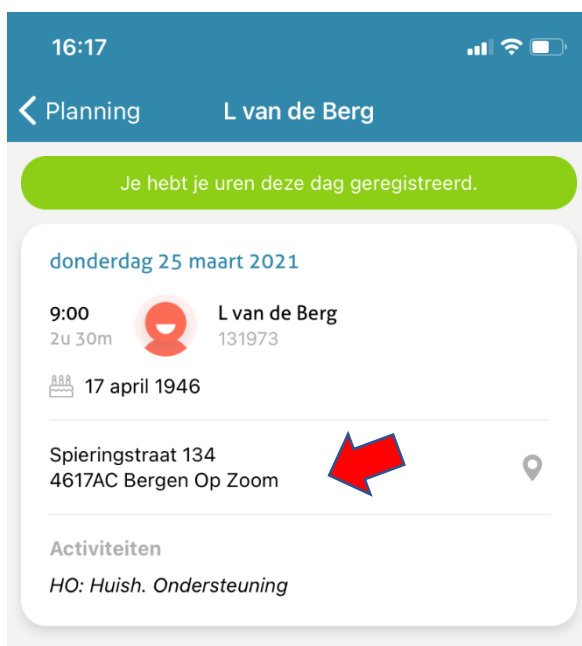 16:17
Planning L van de Berg
Je hebt je uren deze dag geregistreerd.
donderdag 25 maart 2021
9:00 L van de Berg
2u 30m 131973
17 april 1946
Spieringstraat 134
4617AC Bergen Op Zoom
Activiteiten
HO: Huish. Ondersteuning